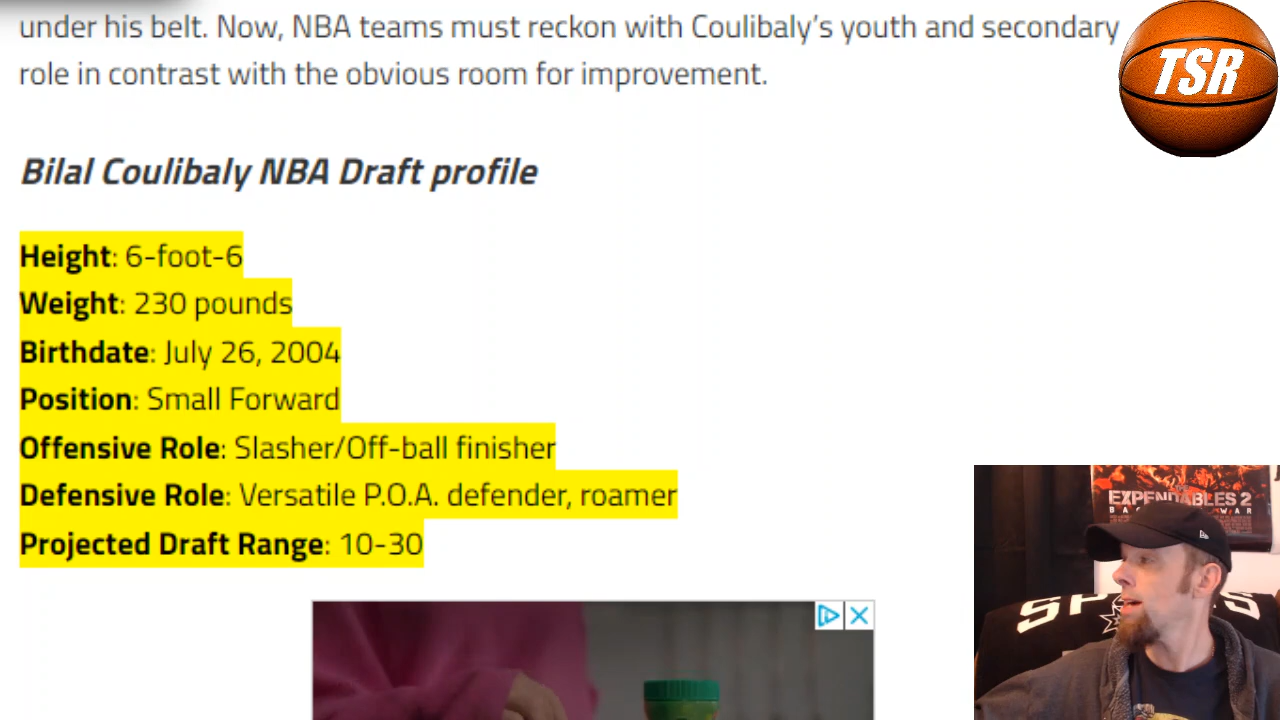 under his belt. Now, NBA teams must reckon with Coulibaly’s youth and secondary
role in contrast with the obvious room for improvement.
TSR
Bilal Coulibaly NBA Draft profile
Height: 6-foot-6
Weight: 230 pounds
Birthdate: July 26, 2004
Position: Small Forward
Offensive Role: Slasher/Off-ball finisher
Defensive Role: Versatile P.O.A. defender, roamer
Projected Draft Range: 10-30
EXPENDABLES 2